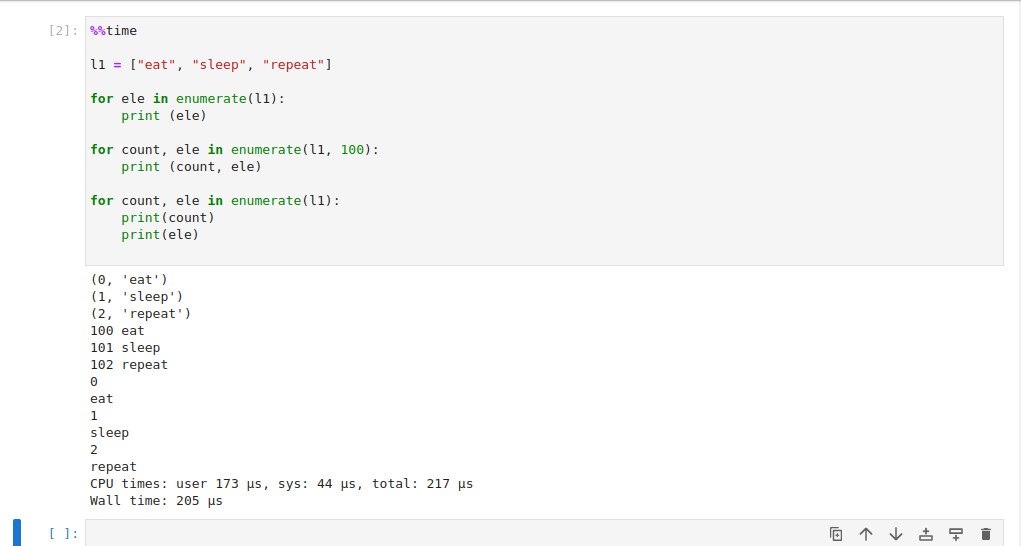 [2]: %%time
l1 = ["eat", "sleep", "repeat"]
for ele in enumerate(l1):
    print (ele)
for count, ele in enumerate(l1, 100):
    print (count, ele)
for count, ele in enumerate(l1):
    print(count)
    print(ele)
(0, 'eat')
(1, 'sleep')
(2, 'repeat')
100 eat
101 sleep
102 repeat
0
eat
1
sleep
2
repeat
CPU times: user 173 µs, sys: 44 µs, total: 217 µs
Wall time: 205 µs
[ ]: